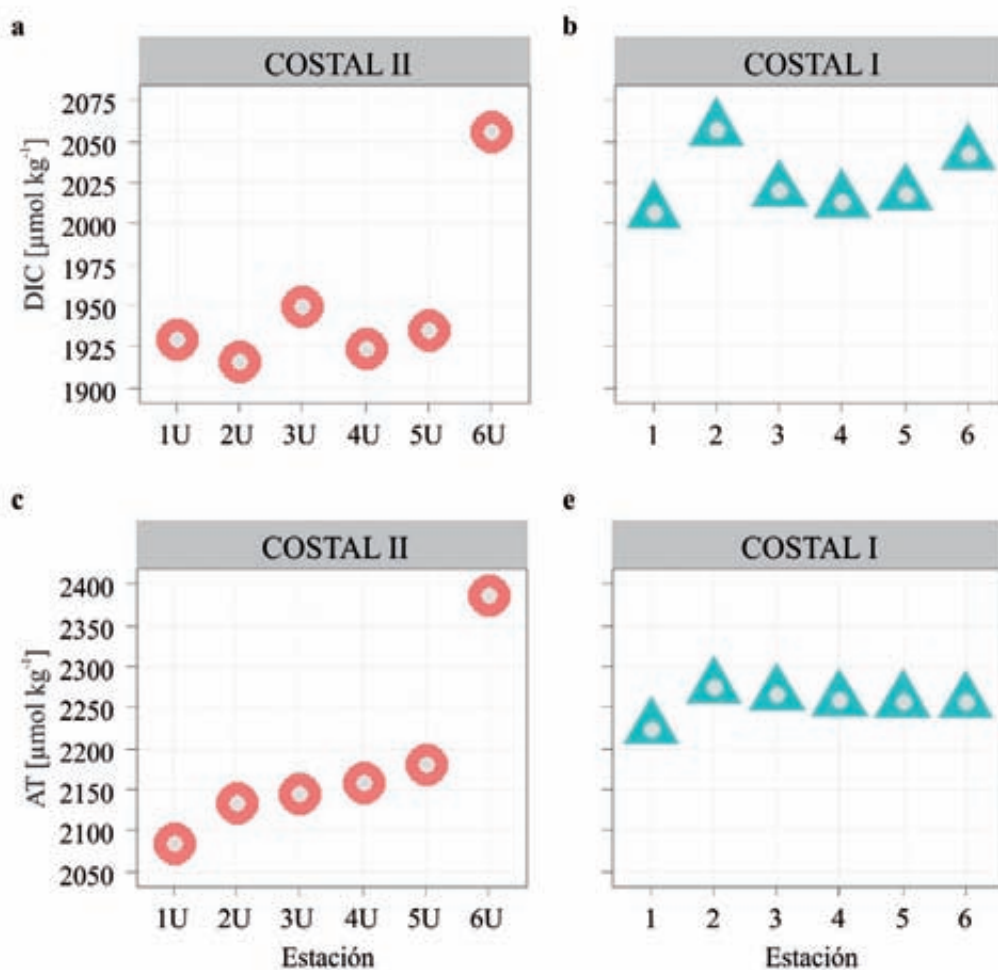 a
COSTAL II
DIC [µmol kg⁻¹]
2075
2050
2025
2000
1975
1950
1925
1900
1U 2U 3U 4U 5U 6U
b
COSTAL I
1 2 3 4 5 6
c
COSTAL II
AT [µmol kg⁻¹]
2400
2350
2300
2250
2200
2150
2100
2050
1U 2U 3U 4U 5U 6U
Estación
e
COSTAL I
1 2 3 4 5 6
Estación